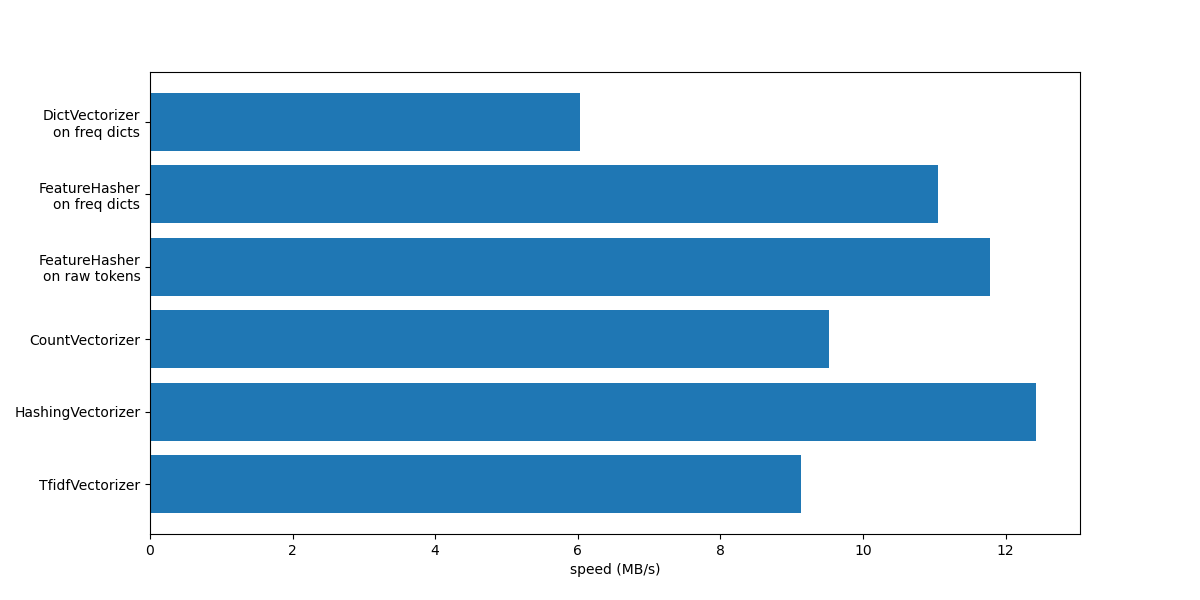 DictVectorizer
on freq dicts
FeatureHasher
on freq dicts
FeatureHasher
on raw tokens
CountVectorizer
HashingVectorizer
TfidfVectorizer
0 2 4 6 8 10 12
speed (MB/s)